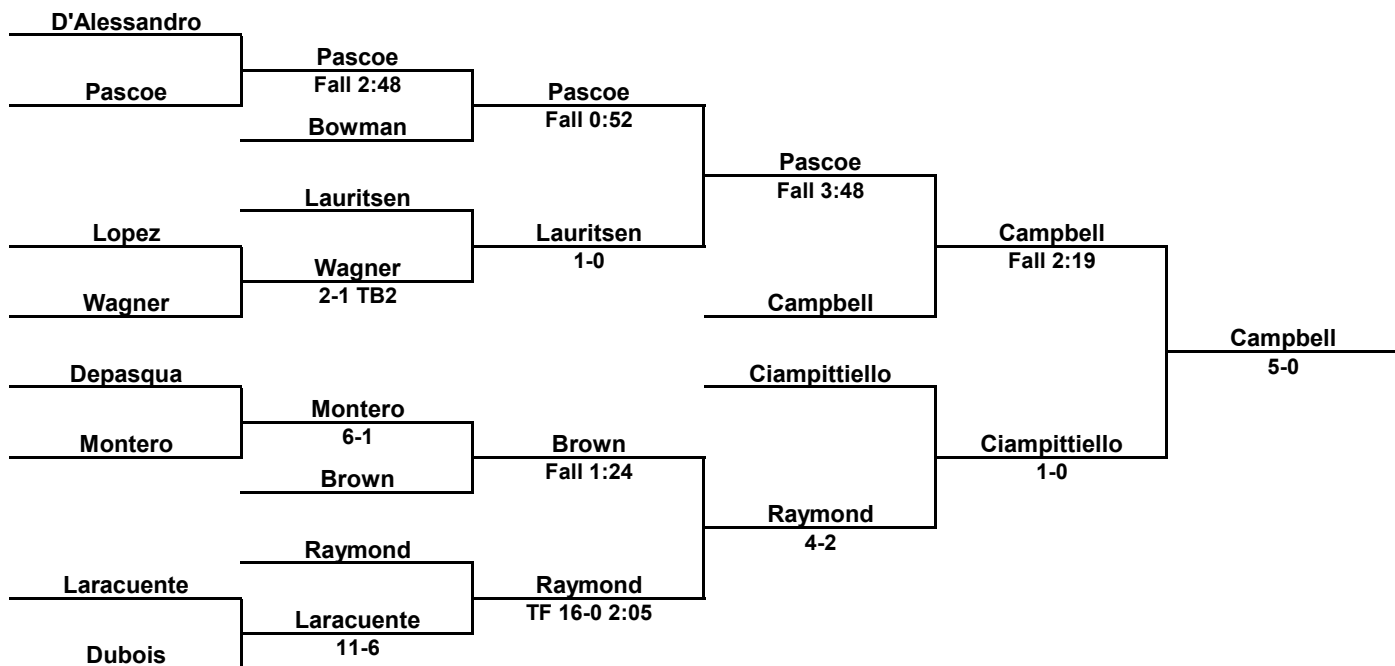 D'Alessandro
Pascoe
Fall 2:48
Pascoe
Pascoe
Fall 0:52
Bowman
Pascoe
Fall 3:48
Lauritsen
Lopez
Lauritsen
1-0
Campbell
Fall 2:19
Wagner
2-1 TB2
Wagner
Campbell
Campbell
5-0
Depasqua
Ciampittiello
Montero
6-1
Montero
Brown
Fall 1:24
Ciampittiello
1-0
Brown
Raymond
4-2
Raymond
Laracuente
Raymond
TF 16-0 2:05
Laracuente
11-6
Dubois